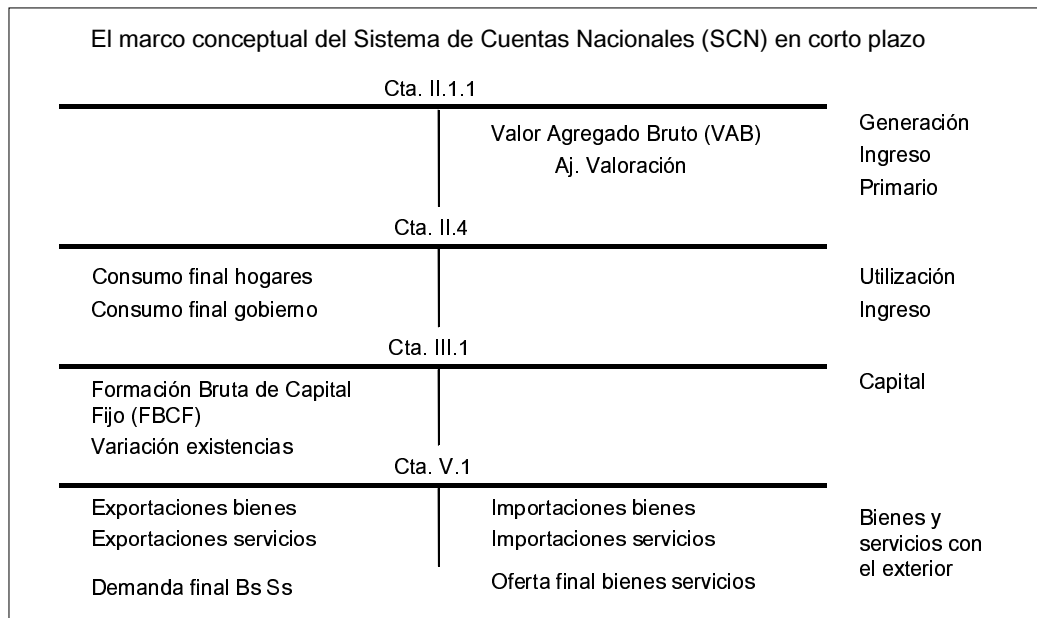 El marco conceptual del Sistema de Cuentas Nacionales (SCN) en corto plazo
Cta. II.1.1
Valor Agregado Bruto (VAB)
Aj. Valoración
Generación
Ingreso
Primario
Cta. II.4
Consumo final hogares
Consumo final gobierno
Utilización
Ingreso
Cta. III.1
Formación Bruta de Capital
Fijo (FBCF)
Variación existencias
Capital
Cta. V.1
Exportaciones bienes
Exportaciones servicios
Demanda final Bs Ss
Importaciones bienes
Importaciones servicios
Oferta final bienes servicios
Bienes y
servicios con
el exterior